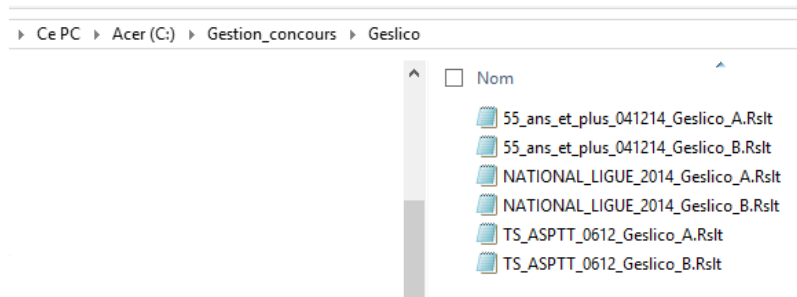 Ce PC Acer (C:) Gestion_concours Geslico
Nom
55_ans_et_plus_041214_Geslico_A.Rslt
55_ans_et_plus_041214_Geslico_B.Rslt
NATIONAL_LIGUE_2014_Geslico_A.Rslt
NATIONAL_LIGUE_2014_Geslico_B.Rslt
TS_ASPTT_0612_Geslico_A.Rslt
TS_ASPTT_0612_Geslico_B.Rslt